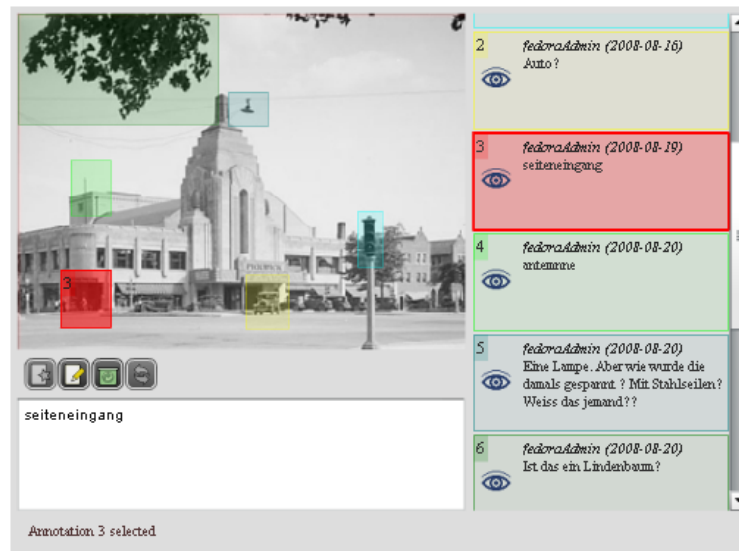 2
fedoraAdmin (2008-08-16)
Auto?
3
fedoraAdmin (2008-08-19)
seiteneingang
4
fedoraAdmin (2008-08-20)
antennne
5
fedoraAdmin (2008-08-20)
Eine Lampe. Aber wie wurde die
damals gespannt ? Mit Stahlseilen?
Weiss das jemand??
6
fedoraAdmin (2008-08-20)
Ist das ein Lindenbaum?
3
seiteneingang
Annotation 3 selected